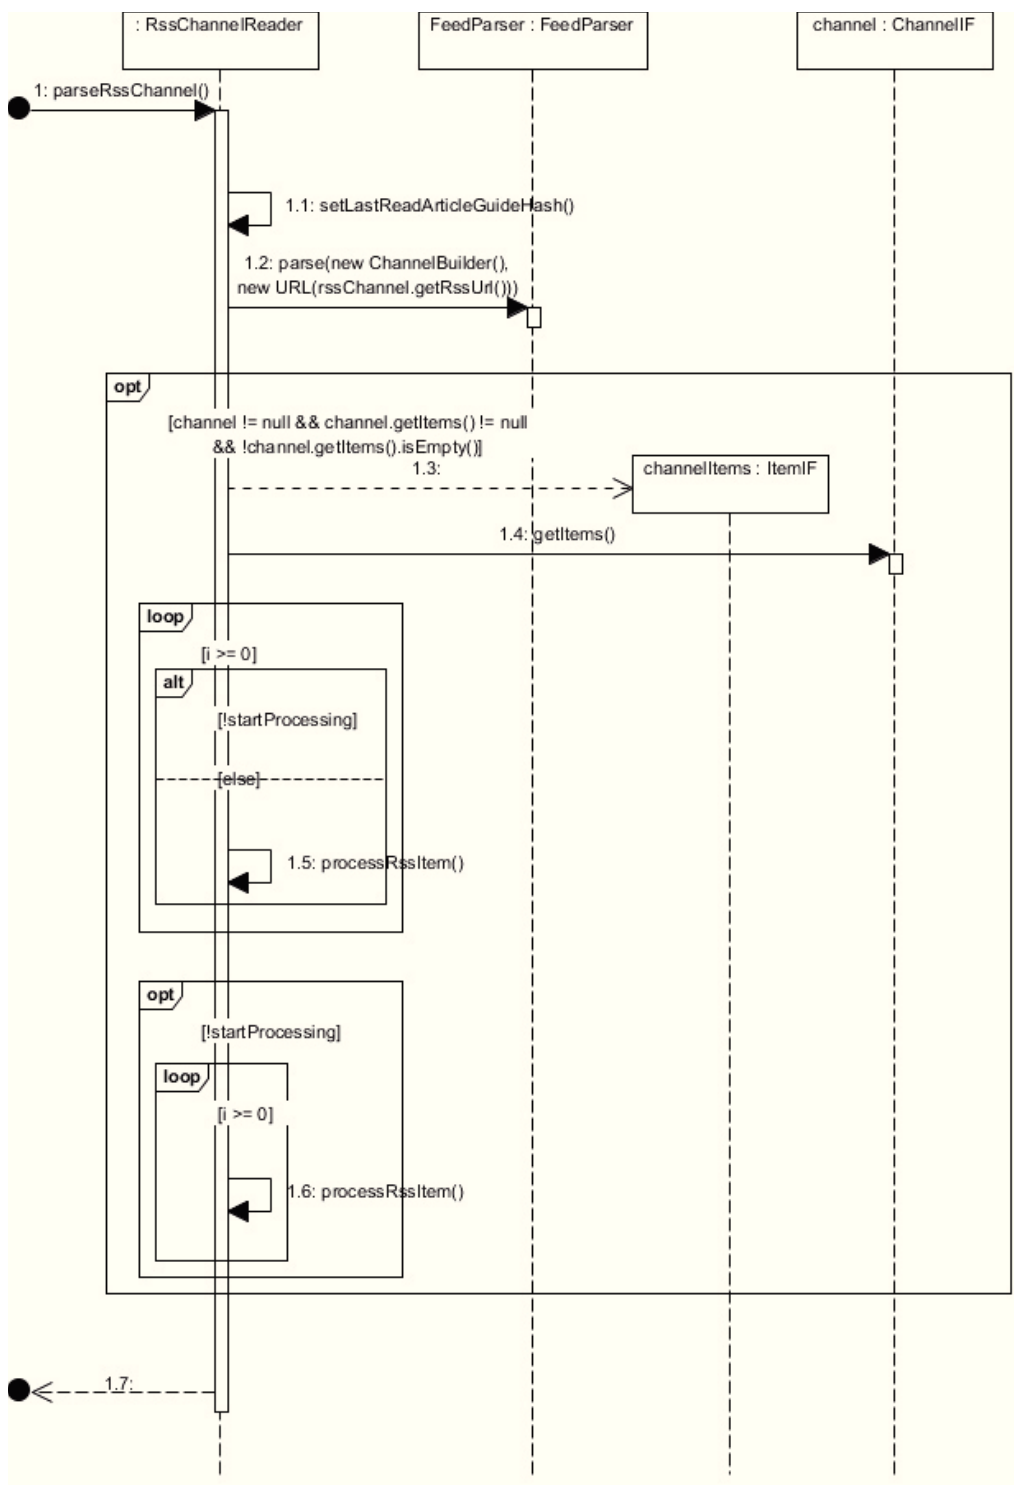 : RssChannelReader
FeedParser : FeedParser
channel : ChannelIF
1: parseRssChannel()
1.1: setLastReadArticleGuideHash()
1.2: parse(new ChannelBuilder(),
new URL(rssChannel.getRssUrl()))
opt
[channel != null && channel.getItems() != null
&& !channel.getItems().isEmpty()]
1.3:
channelItems : ItemIF
1.4: getItems()
loop
[i >= 0]
alt
[!startProcessing]
[else]
1.5: processRssItem()
opt
[!startProcessing]
loop
[i >= 0]
1.6: processRssItem()
1.7: